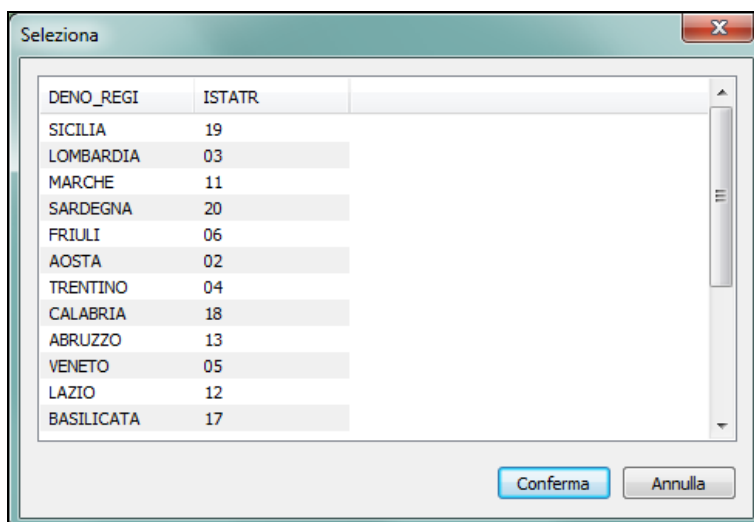 Seleziona
DENO_REGI ISTATR
SICILIA 19
LOMBARDIA 03
MARCHE 11
SARDEGNA 20
FRIULI 06
AOSTA 02
TRENTINO 04
CALABRIA 18
ABRUZZO 13
VENETO 05
LAZIO 12
BASILICATA 17
Conferma Annulla